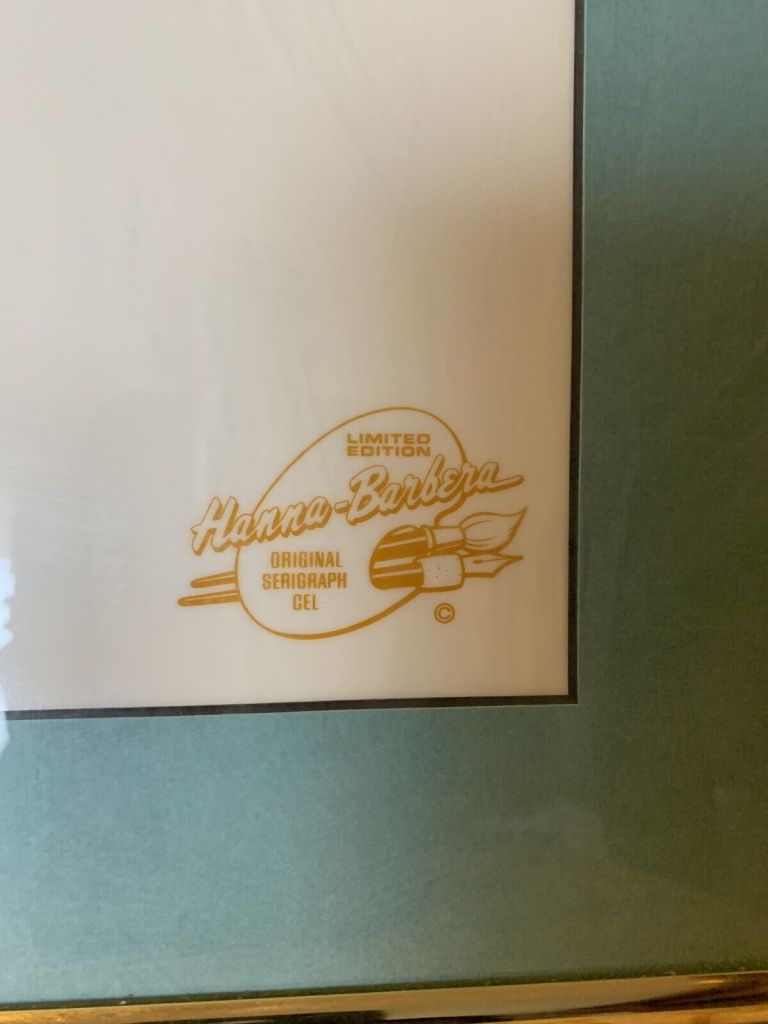 LIMITED
EDITION
Hanna-Barbera
ORIGINAL
SERIGRAPH
CEL
©